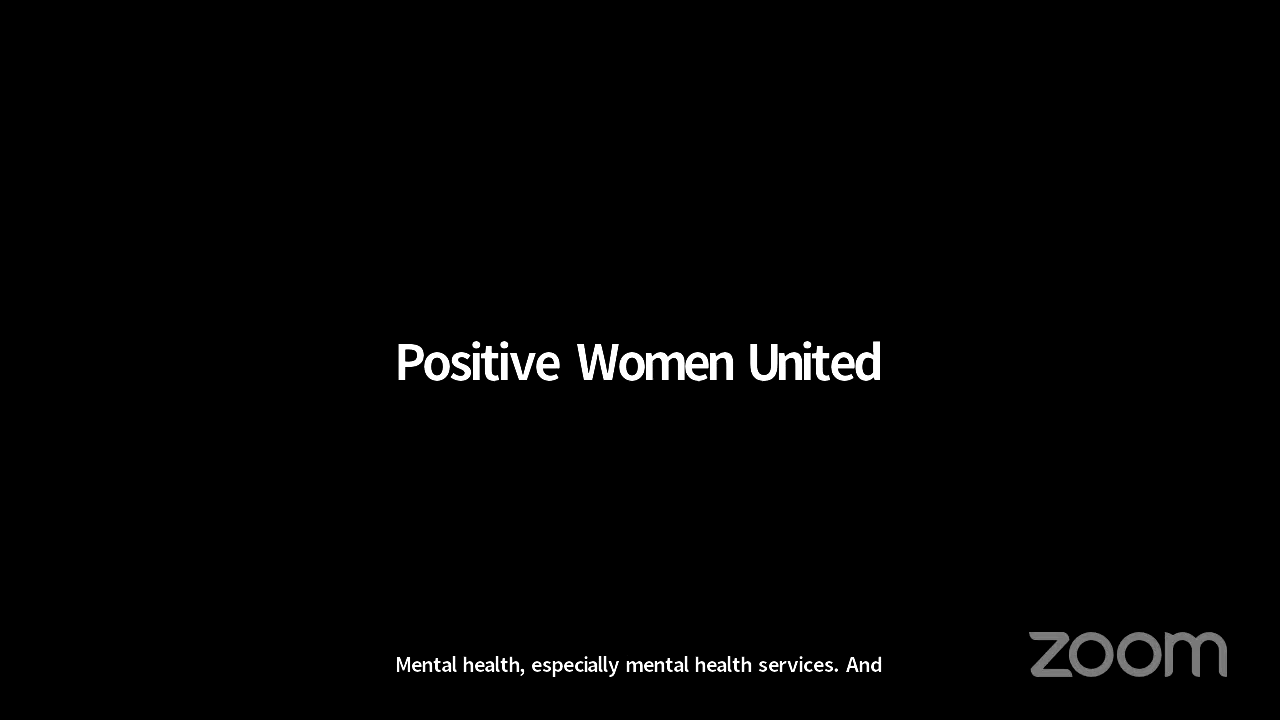 Positive Women United
Mental health, especially mental health services. And
zoom